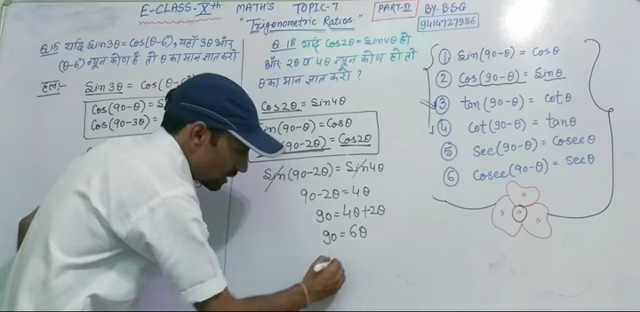 E-CLASS-Xth MATH'S TOPIC-7 PART-II BY-BSG
"Trigonometric Ratios" 9414727986
Q.15 यदि Sin3θ = Cos(θ-6), जहाँ 3θ और
(θ-6) न्यून कोण है तो θ का मान ज्ञात करो
हल:-
Sin3θ = Cos(θ-6)
Cos(90-θ) =
Cos(90-3θ) =
Q.16 यदि Cos2θ = Sin4θ हो
और 2θ व 4θ न्यून कोण हो तो
θ का मान ज्ञात करो ?
Cos2θ = Sin4θ
Sin(90-θ) = Cosθ
(90-2θ) = Cos2θ
Sin(90-2θ) = Sin4θ
90-2θ = 4θ
90 = 4θ+2θ
90 = 6θ
① Sin(90-θ) = Cosθ
② Cos(90-θ) = Sinθ
③ tan(90-θ) = cotθ
④ Cot(90-θ) = tanθ
⑤ Sec(90-θ) = Cosecθ
⑥ Cosec(90-θ) = Secθ